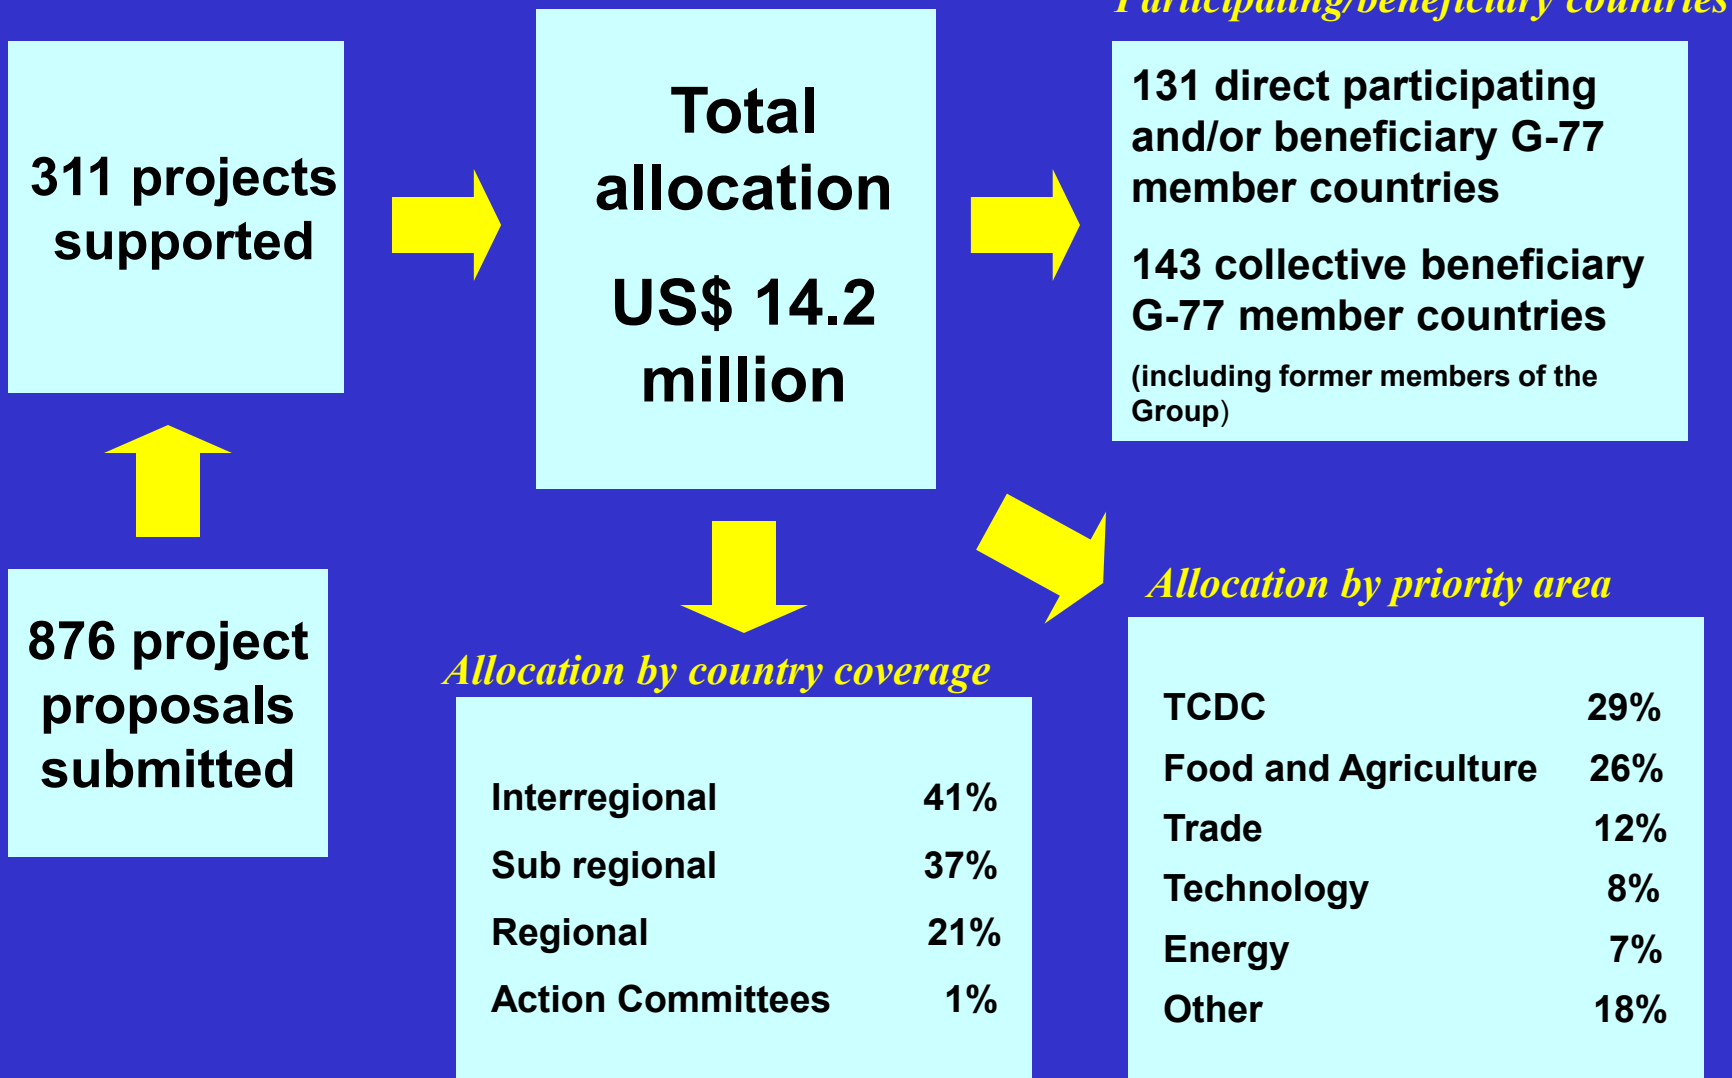 Participating/beneficiary countries
311 projects
supported
Total
allocation
US$ 14.2
million
131 direct participating
and/or beneficiary G-77
member countries
143 collective beneficiary
G-77 member countries
(including former members of the
Group)
876 project
proposals
submitted
Allocation by country coverage
Interregional 41%
Sub regional 37%
Regional 21%
Action Committees 1%
Allocation by priority area
TCDC 29%
Food and Agriculture 26%
Trade 12%
Technology 8%
Energy 7%
Other 18%